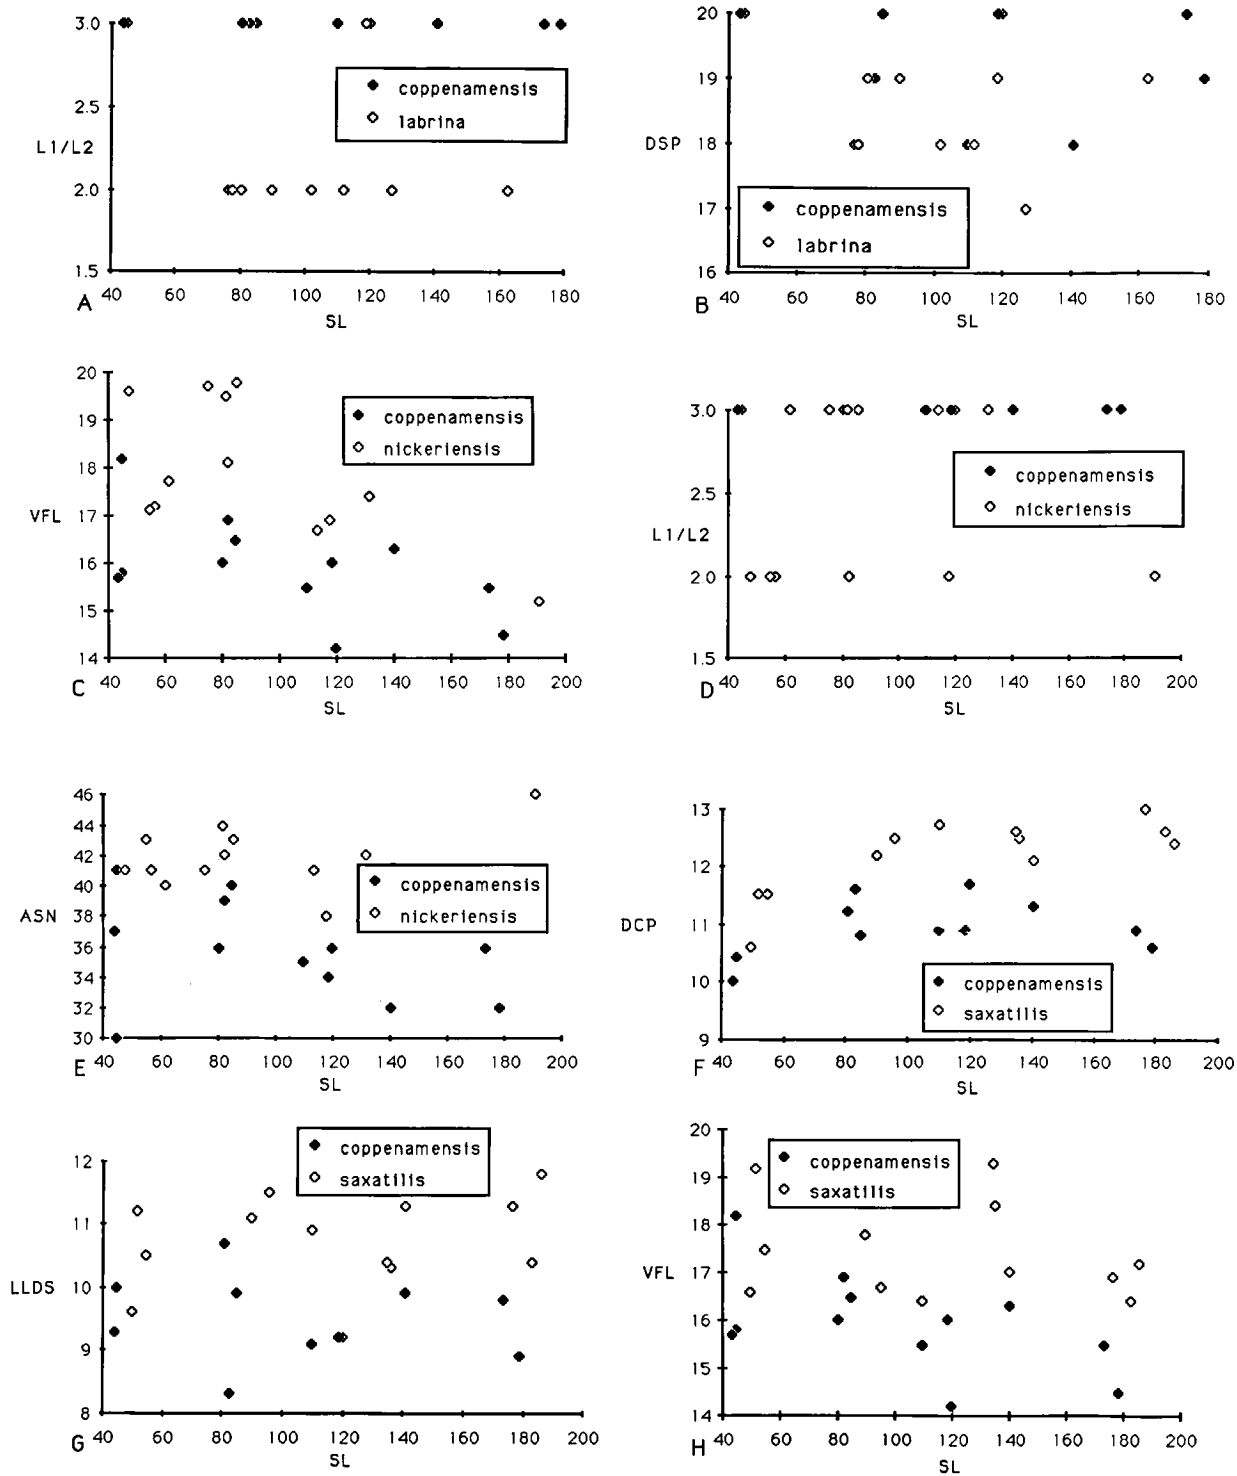 3.0
coppenamensis
labrina
2.5
L1/L2
2.0
1.5
40 60 80 100 120 140 160 180
A
SL
20
19
18
DSP
coppenamensis
labrina
17
16
40 60 80 100 120 140 160 180
B
SL
20
coppenamensis
nickeriensis
19
18
17
VFL
16
15
14
40 60 80 100 120 140 160 180 200
C
SL
3.0
coppenamensis
nickeriensis
2.5
L1/L2
2.0
1.5
40 60 80 100 120 140 160 180 200
D
SL
46
44
42
40
coppenamensis
nickeriensis
38
ASN
36
34
32
30
40 60 80 100 120 140 160 180 200
E
SL
13
12
11
DCP
10
coppenamensis
saxatilis
9
40 60 80 100 120 140 160 180 200
F
SL
coppenamensis
saxatilis
12
11
10
LLDS
9
8
40 60 80 100 120 140 160 180 200
G
SL
20
coppenamensis
saxatilis
19
18
17
VFL
16
15
14
40 60 80 100 120 140 160 180 200
H
SL